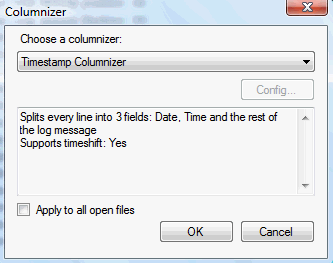 Columnizer
Choose a columnizer:
Timestamp Columnizer
Config...
Splits every line into 3 fields: Date, Time and the rest of
the log message
Supports timeshift: Yes
Apply to all open files
OK
Cancel